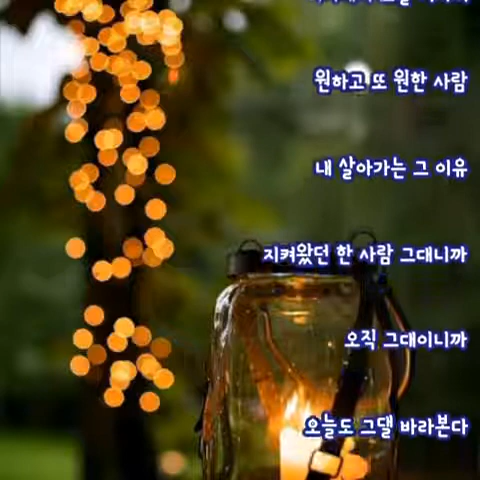 원하고 또 원한 사람
내 살아가는 그 이유
지켜왔던 한 사람 그대니까
오직 그대이니까
오늘도 그댈 바라본다